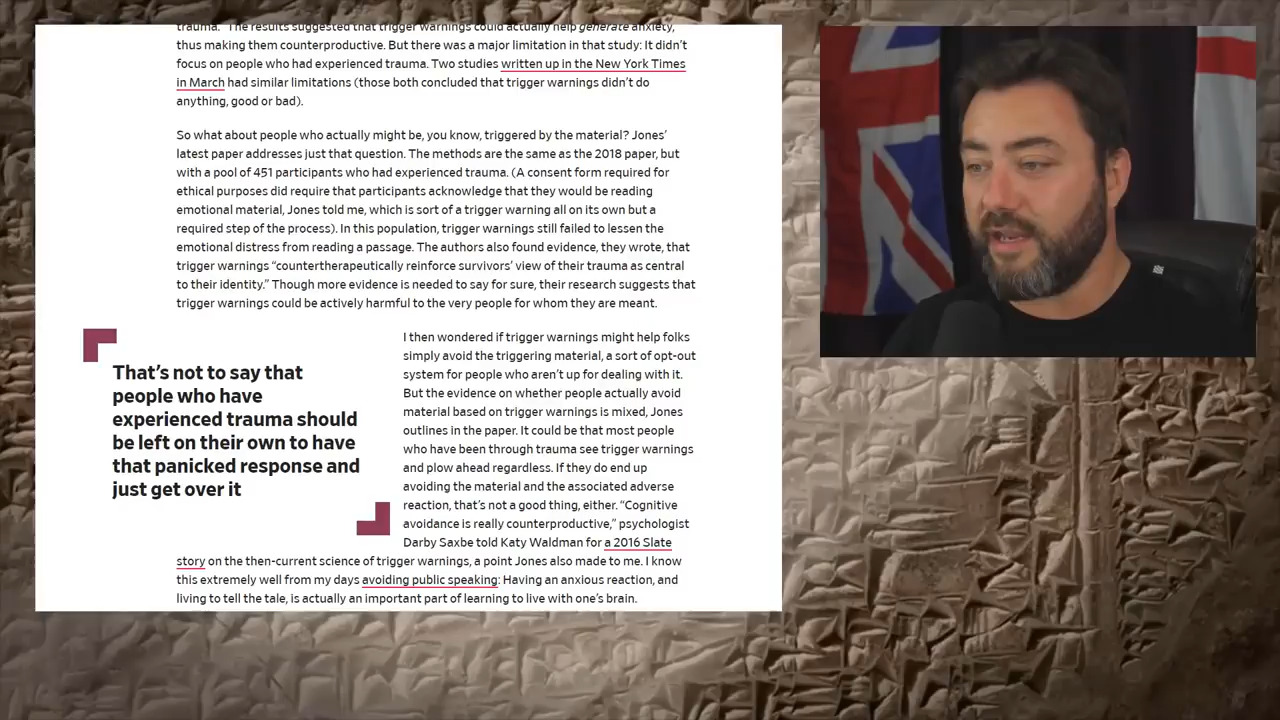 trauma." The results suggested that trigger warnings could actually help generate anxiety,
thus making them counterproductive. But there was a major limitation in that study: It didn't
focus on people who had experienced trauma. Two studies written up in the New York Times
in March had similar limitations (those both concluded that trigger warnings didn't do
anything, good or bad).
So what about people who actually might be, you know, triggered by the material? Jones'
latest paper addresses just that question. The methods are the same as the 2018 paper, but
with a pool of 451 participants who had experienced trauma. (A consent form required for
ethical purposes did require that participants acknowledge that they would be reading
emotional material, Jones told me, which is sort of a trigger warning all on its own but a
required step of the process). In this population, trigger warnings still failed to lessen the
emotional distress from reading a passage. The authors also found evidence, they wrote, that
trigger warnings "countertherapeutically reinforce survivors' view of their trauma as central
to their identity." Though more evidence is needed to say for sure, their research suggests that
trigger warnings could be actively harmful to the very people for whom they are meant.
That's not to say that
people who have
experienced trauma should
be left on their own to have
that panicked response and
just get over it
I then wondered if trigger warnings might help folks
simply avoid the triggering material, a sort of opt-out
system for people who aren't up for dealing with it.
But the evidence on whether people actually avoid
material based on trigger warnings is mixed, Jones
outlines in the paper. It could be that most people
who have been through trauma see trigger warnings
and plow ahead regardless. If they do end up
avoiding the material and the associated adverse
reaction, that's not a good thing, either. "Cognitive
avoidance is really counterproductive," psychologist
Darby Saxbe told Katy Waldman for a 2016 Slate
story on the then-current science of trigger warnings, a point Jones also made to me. I know
this extremely well from my days avoiding public speaking: Having an anxious reaction, and
living to tell the tale, is actually an important part of learning to live with one's brain.